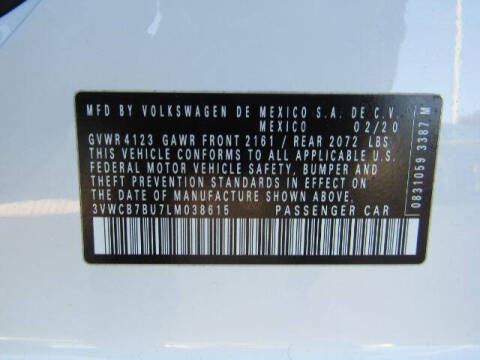 MFD BY VOLKSWAGEN DE MEXICO S.A. DE C.V.
MEXICO 02/20
GVWR 4123 GAWR FRONT 2161 / REAR 2072 LBS
THIS VEHICLE CONFORMS TO ALL APPLICABLE U.S.
FEDERAL MOTOR VEHICLE SAFETY, BUMPER AND
THEFT PREVENTION STANDARDS IN EFFECT ON THE
DATE OF MANUFACTURE SHOWN ABOVE.
3VWCB7BU7LM038615 PASSENGER CAR
0831059 3387 M